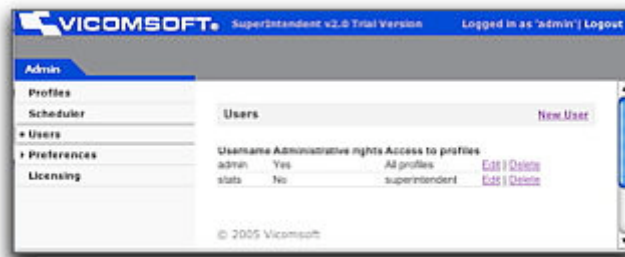 VICOMSOFT. SuperIntendent v2.0 Trial Version Logged in as 'admin'| Logout
Admin
Profiles
Scheduler
Users
Preferences
Licensing
Users New User
Username Administrative rights Access to profiles
admin Yes All profiles Edit | Delete
stats No superintendent Edit | Delete
© 2005 Vicomsoft